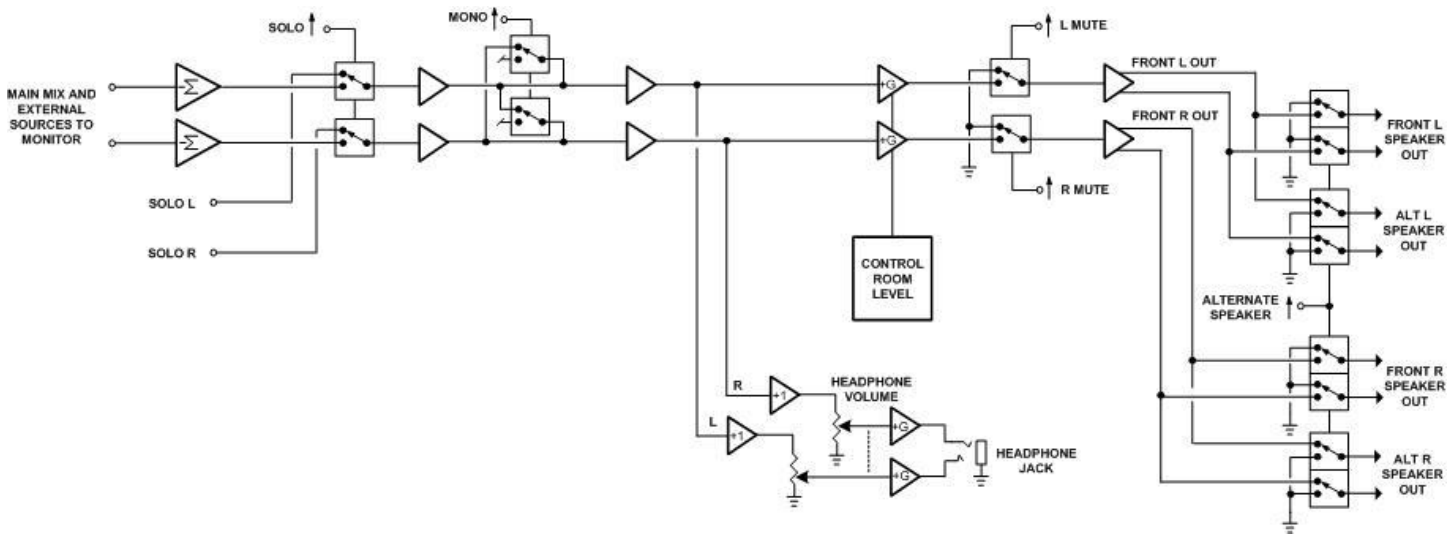 SOLO
MONO
L MUTE
FRONT L OUT
MAIN MIX AND
EXTERNAL
SOURCES TO
MONITOR
-Σ
-Σ
+G
+G
FRONT R OUT
FRONT L
SPEAKER
OUT
R MUTE
SOLO L
SOLO R
ALT L
SPEAKER
OUT
CONTROL
ROOM
LEVEL
ALTERNATE
SPEAKER
FRONT R
SPEAKER
OUT
R
+1
HEADPHONE
VOLUME
L
+1
+G
+G
HEADPHONE
JACK
ALT R
SPEAKER
OUT